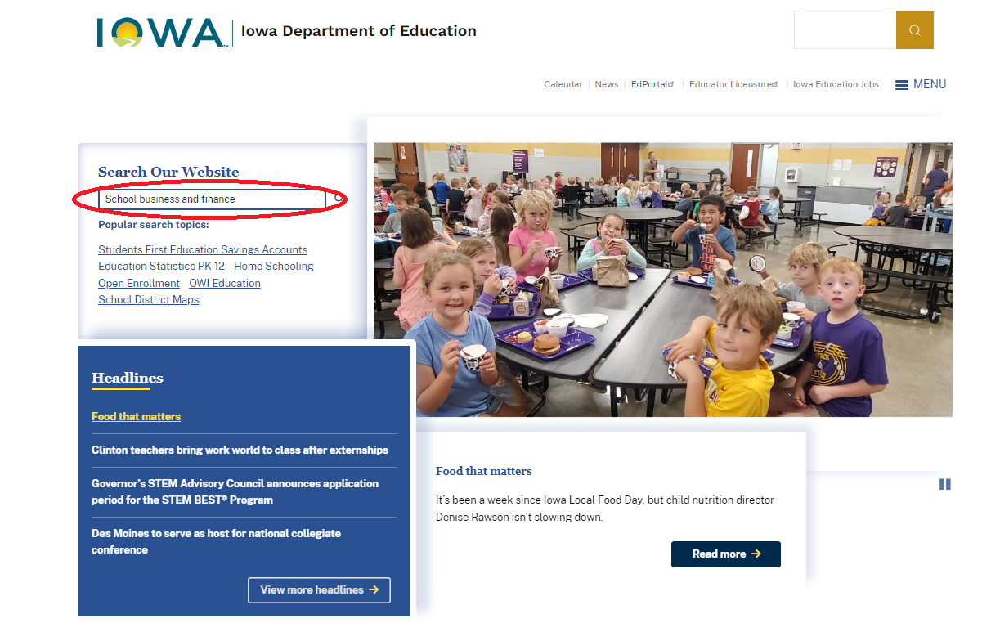 IOWA
Iowa Department of Education
Calendar
News
EdPortal
Educator Licensure
Iowa Education Jobs
MENU
Search Our Website
School business and finance
Popular search topics:
Students First Education Savings Accounts
Education Statistics PK-12 Home Schooling
Open Enrollment OWI Education
School District Maps
Headlines
Food that matters
Clinton teachers bring work world to class after externships
Governor's STEM Advisory Council announces application
period for the STEM BEST® Program
Des Moines to serve as host for national collegiate
conference
View more headlines
Food that matters
It's been a week since Iowa Local Food Day, but child nutrition director
Denise Rawson isn't slowing down.
Read more